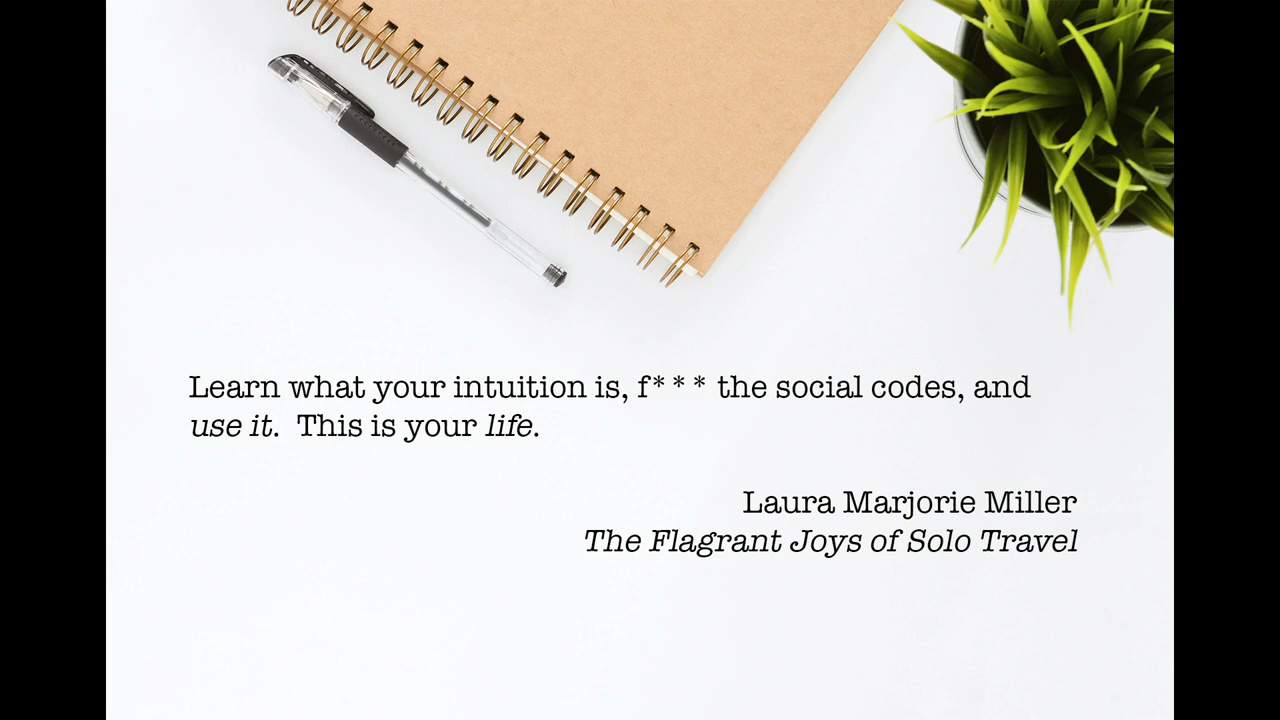 Learn what your intuition is, f*** the social codes, and
use it.  This is your life.
Laura Marjorie Miller
The Flagrant Joys of Solo Travel